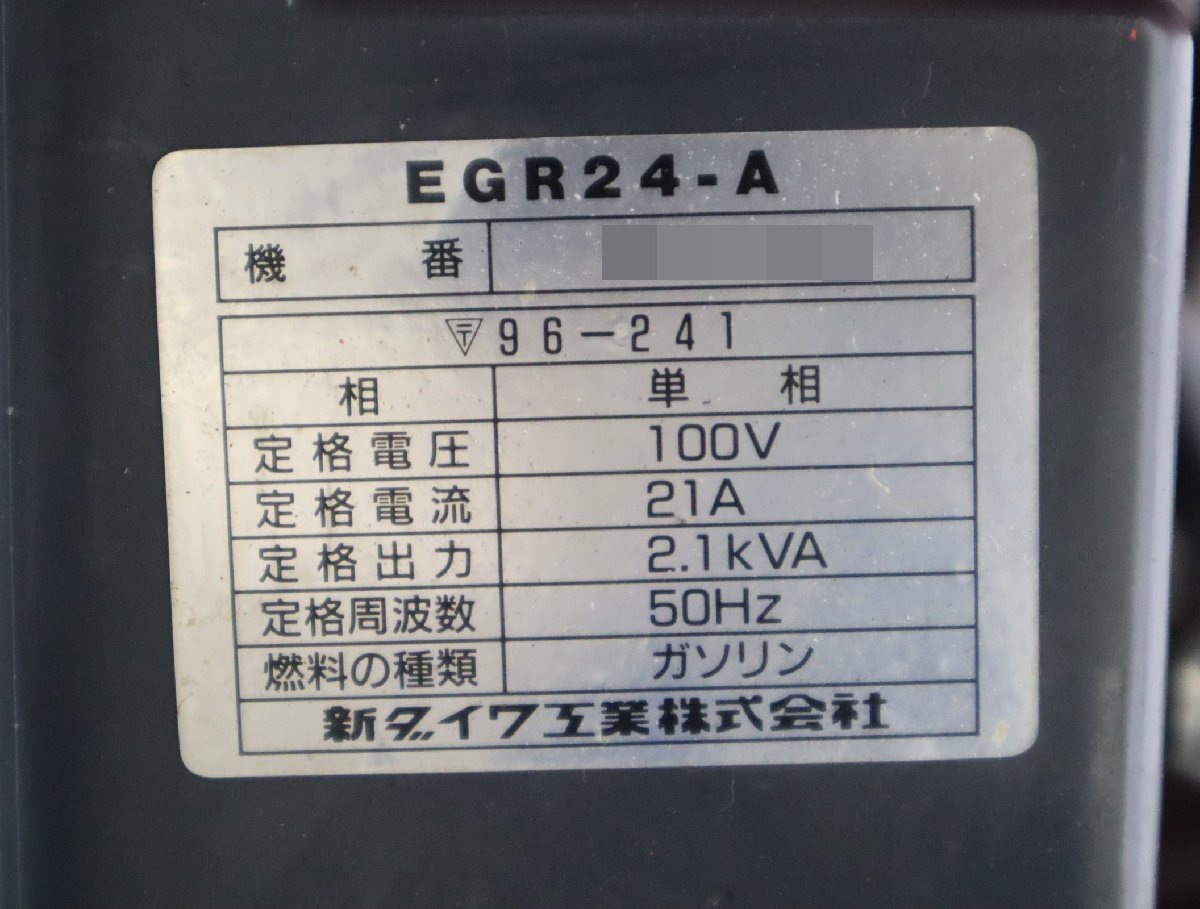 EGR24-A
機番
〒96-241
相 単相
定格電圧 100V
定格電流 21A
定格出力 2.1kVA
定格周波数 50Hz
燃料の種類 ガソリン
新ダイワ工業株式会社